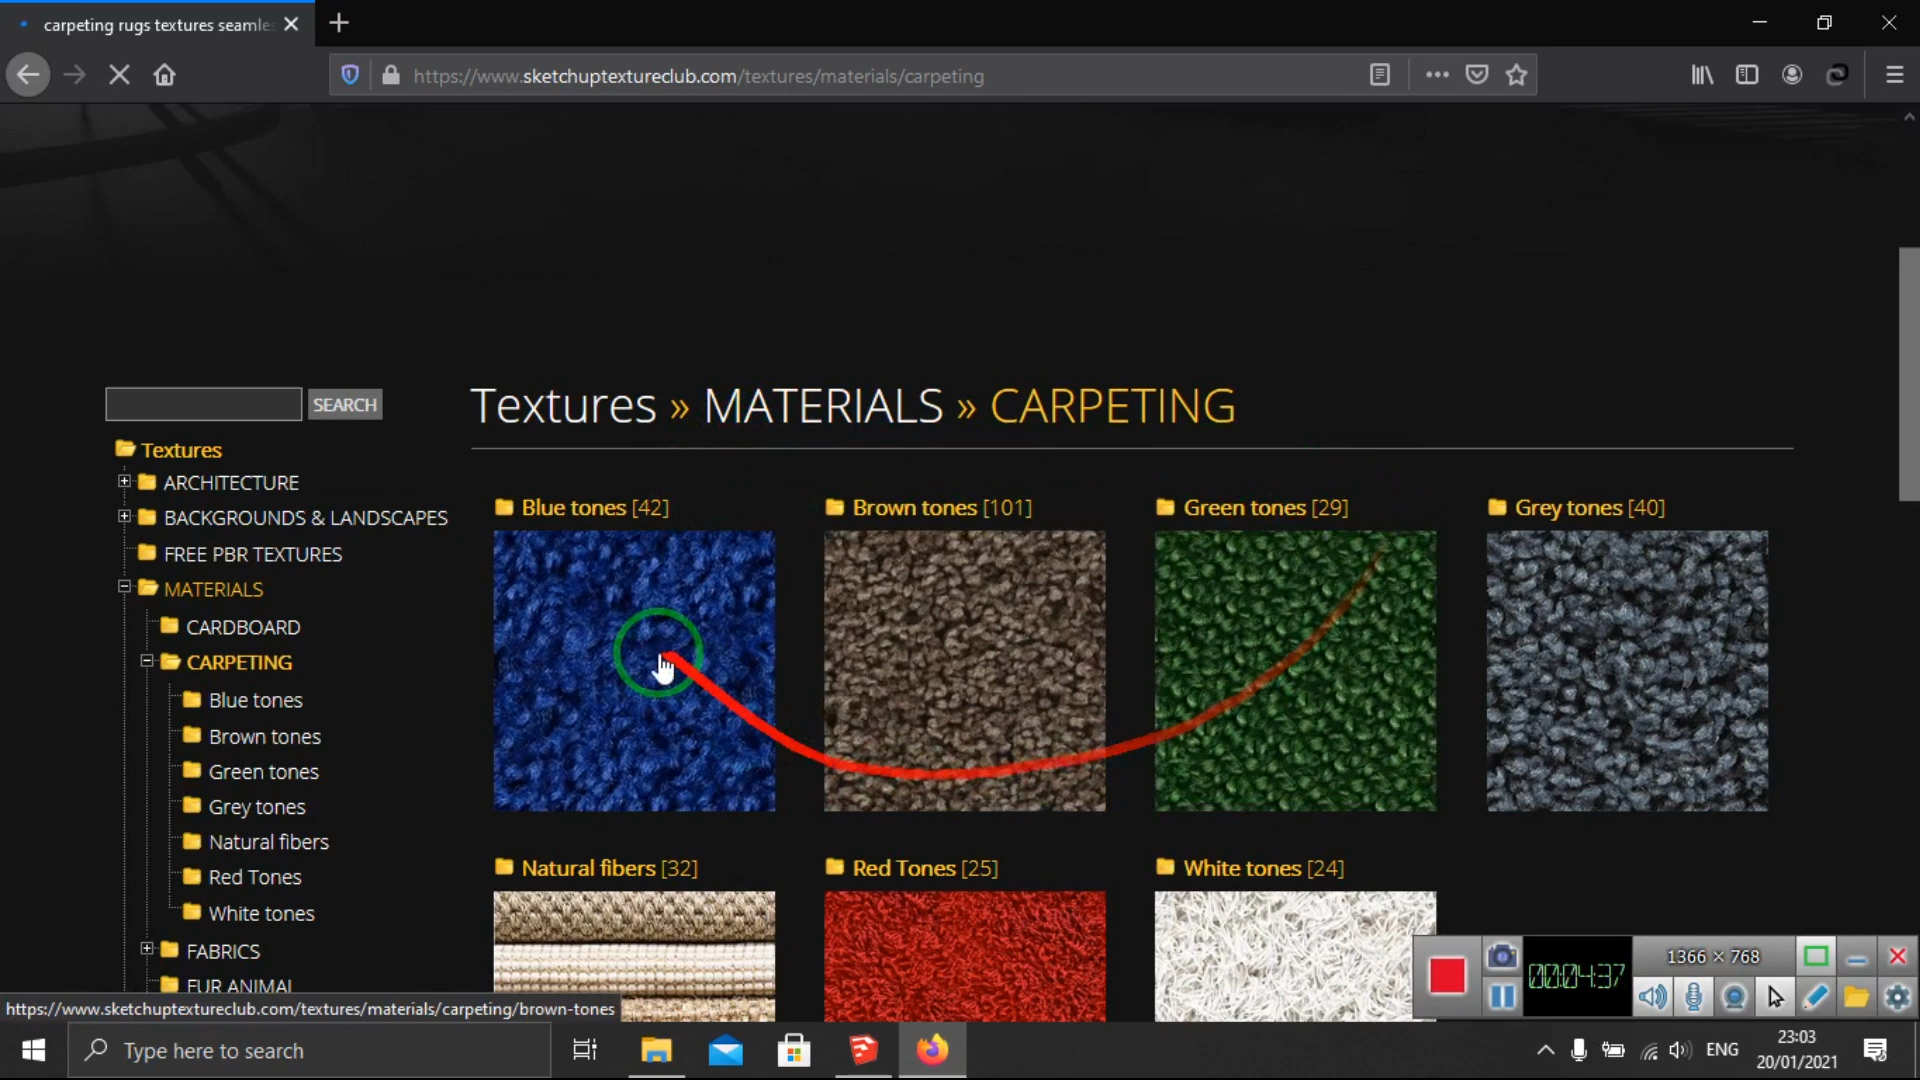 carpeting rugs textures seamles
https://www.sketchuptextureclub.com/textures/materials/carpeting
SEARCH
Textures » MATERIALS » CARPETING
Textures
ARCHITECTURE
BACKGROUNDS & LANDSCAPES
FREE PBR TEXTURES
MATERIALS
CARDBOARD
CARPETING
Blue tones
Brown tones
Green tones
Grey tones
Natural fibers
Red Tones
White tones
FABRICS
FUR ANIMAL
Blue tones [42]
Brown tones [101]
Green tones [29]
Grey tones [40]
Natural fibers [32]
Red Tones [25]
White tones [24]
1366 × 768
00:04:37
https://www.sketchuptextureclub.com/textures/materials/carpeting/brown-tones
Type here to search
ENG
23:03
20/01/2021